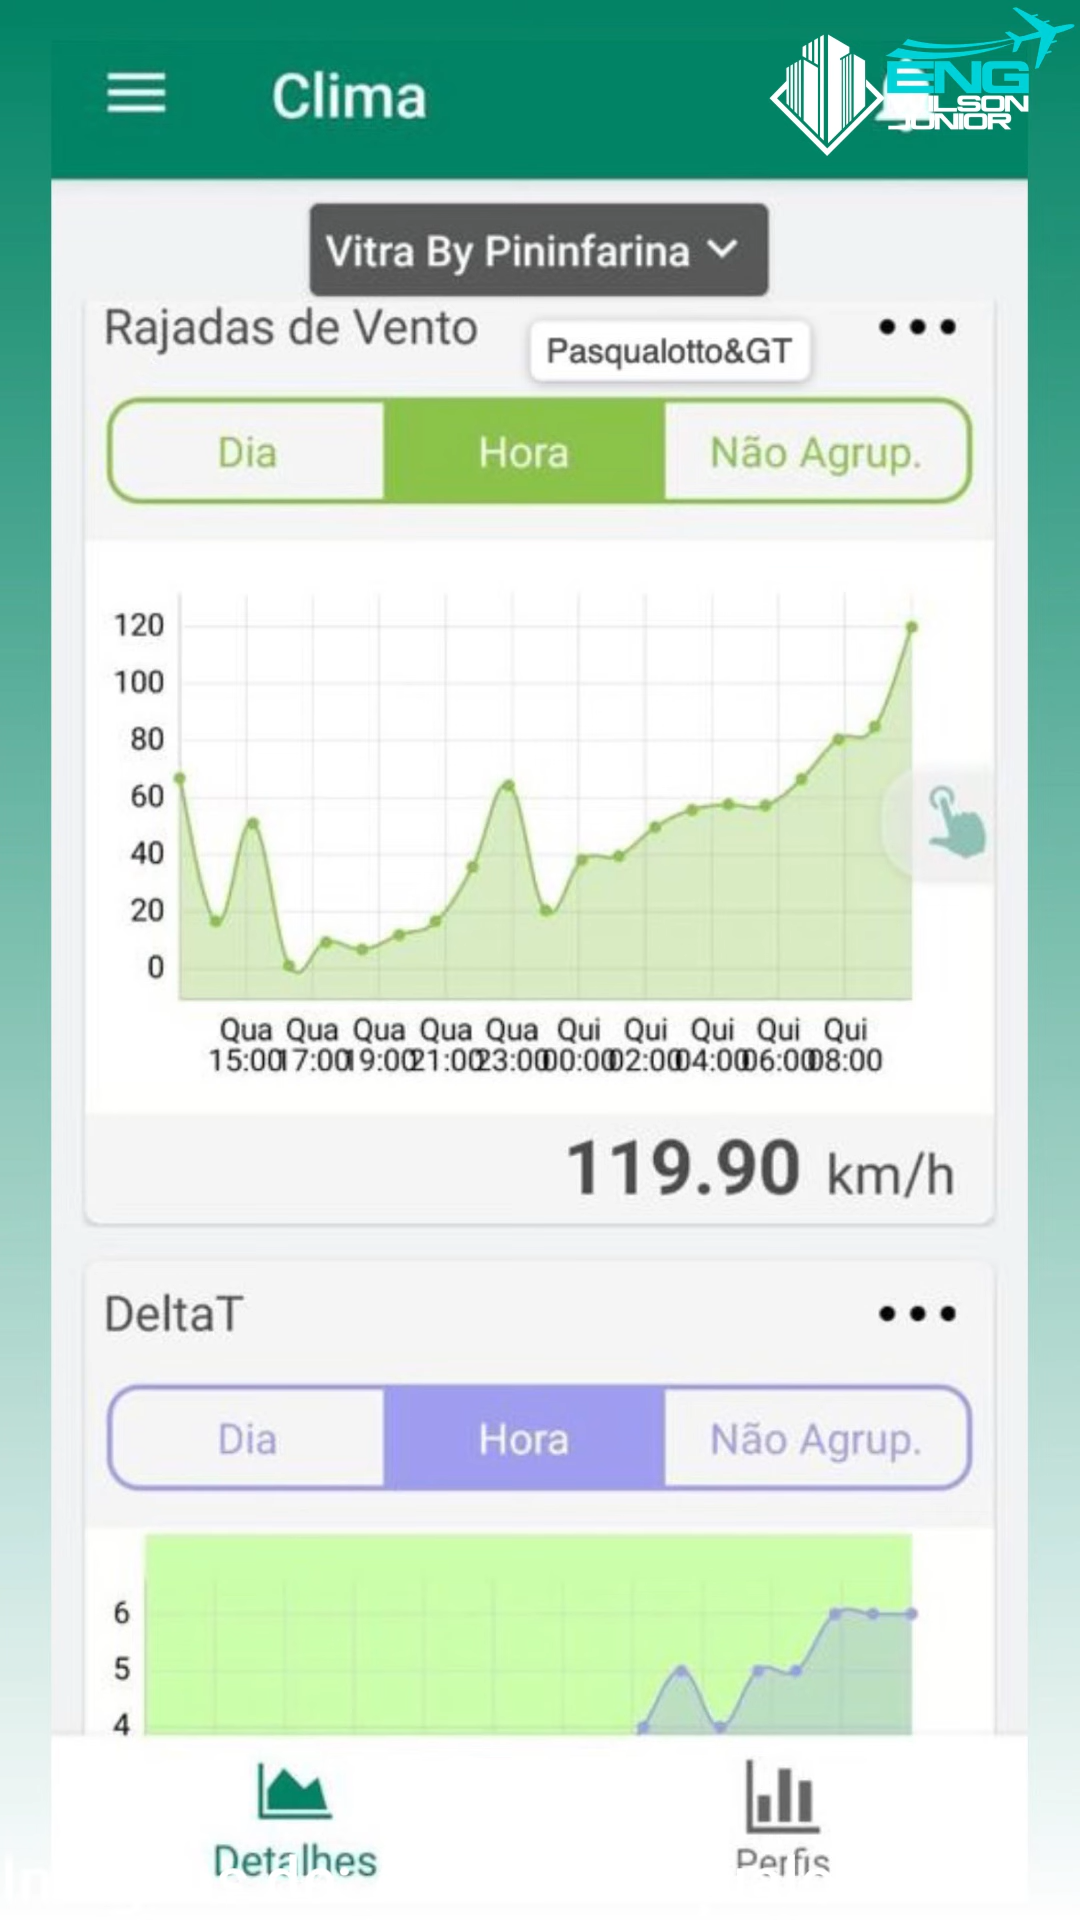 Clima
ENG
WILSON
JUNIOR
Vitra By Pininfarina
Rajadas de Vento
Pasqualotto&GT
Dia Hora Não Agrup.
120
100
80
60
40
20
0
Qua Qua Qua Qua Qua Qui Qui Qui Qui Qui
15:00 17:00 19:00 21:00 23:00 00:00 02:00 04:00 06:00 08:00
119.90 km/h
DeltaT
Dia Hora Não Agrup.
6
5
4
Detalhes Perfis